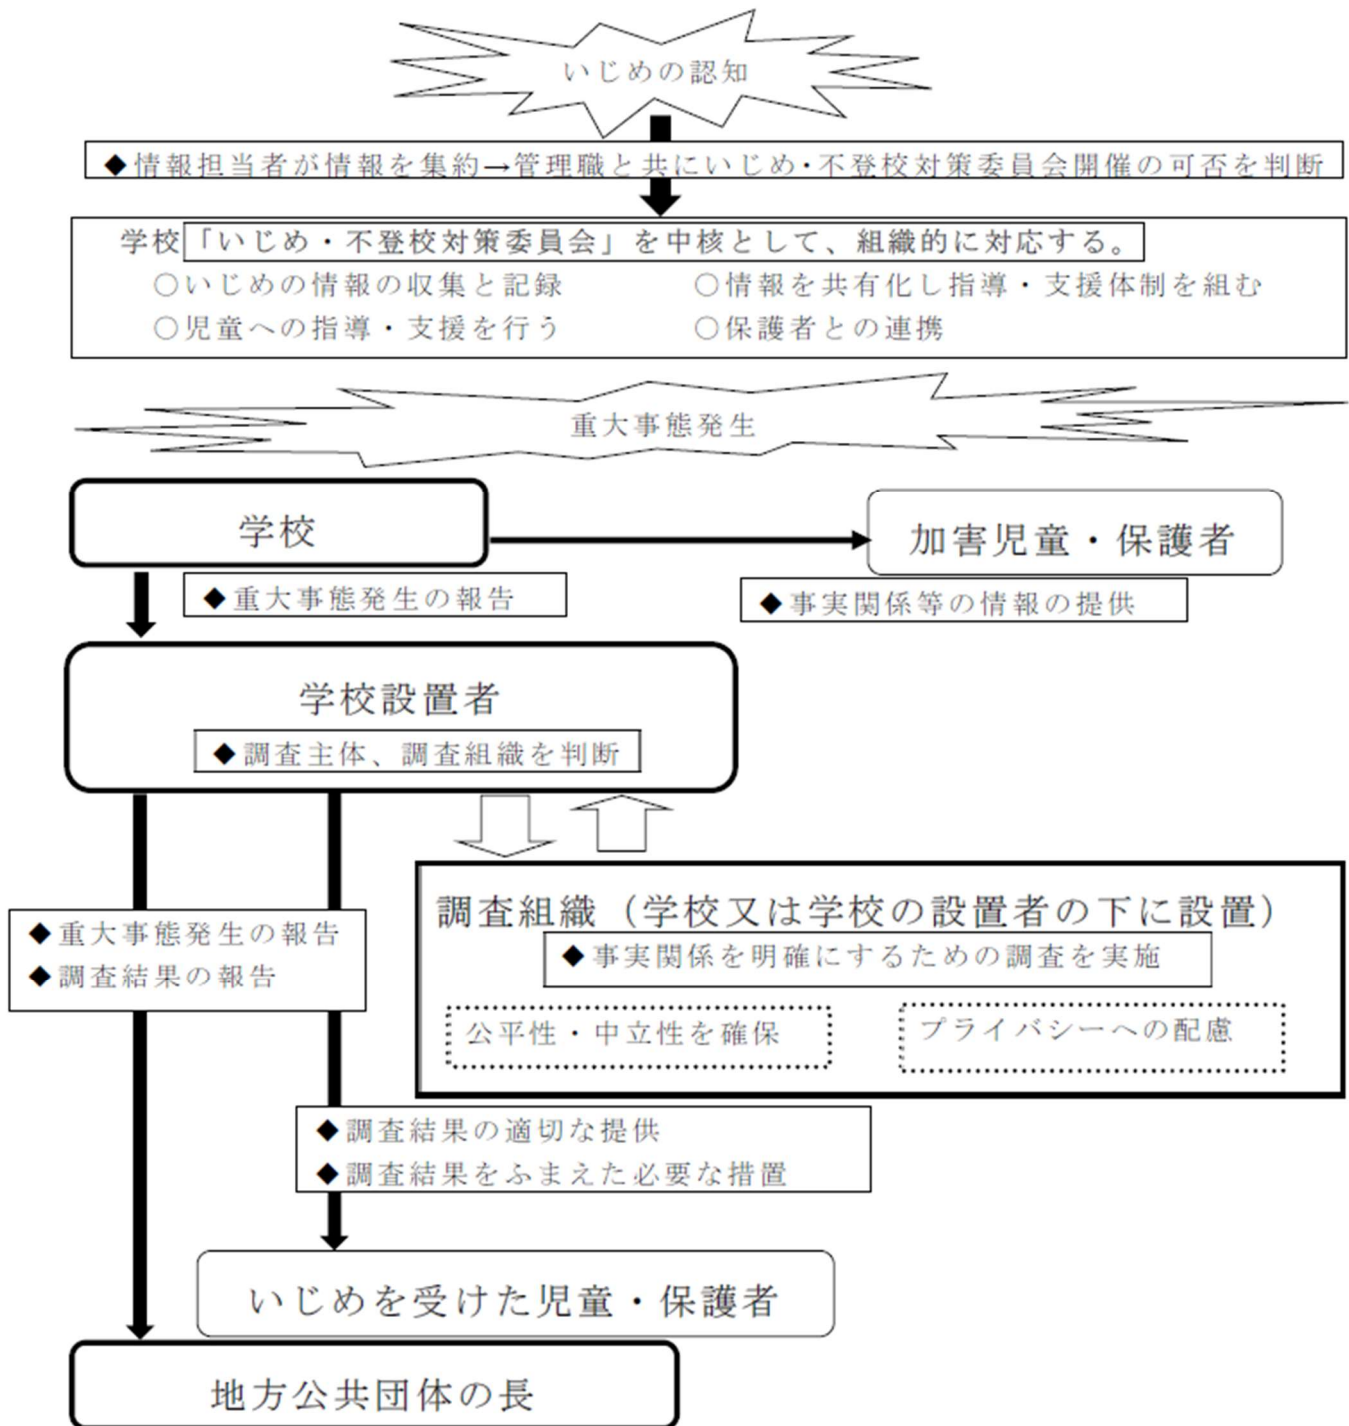 いじめの認知
◆情報担当者が情報を集約→管理職と共にいじめ・不登校対策委員会開催の可否を判断
学校「いじめ・不登校対策委員会」を中核として、組織的に対応する。
○いじめの情報の収集と記録 ○情報を共有化し指導・支援体制を組む
○児童への指導・支援を行う ○保護者との連携
重大事態発生
学校
加害児童・保護者
◆重大事態発生の報告
◆事実関係等の情報の提供
学校設置者
◆調査主体、調査組織を判断
調査組織（学校又は学校の設置者の下に設置）
◆事実関係を明確にするための調査を実施
公平性・中立性を確保
プライバシーへの配慮
◆重大事態発生の報告
◆調査結果の報告
◆調査結果の適切な提供
◆調査結果をふまえた必要な措置
いじめを受けた児童・保護者
地方公共団体の長